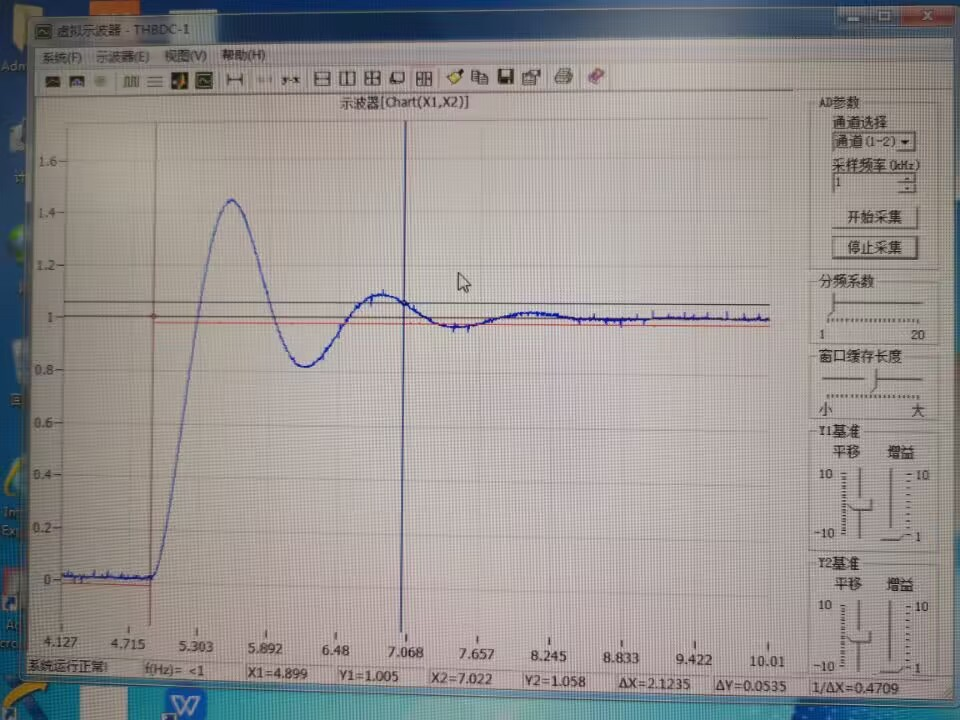 虚拟示波器 - THBDC-1
系统(F) 示波器(E) 视图(V) 帮助(H)
y-x
示波器[Chart(X1,X2)]
1.6
1.4
1.2
1
0.8
0.6
0.4
0.2
0
4.127 4.715 5.303 5.892 6.48 7.068 7.657 8.245 8.833 9.422 10.01
系统运行正常! f(Hz)= <1 X1=4.899 Y1=1.005 X2=7.022 Y2=1.058 ΔX=2.1235 ΔY=0.0535 1/ΔX=0.4709
AD参数
通道选择
通道(1-2)
采样频率(kHz)
1
开始采集
停止采集
分频系数
1 20
窗口缓存长度
小 大
Y1基准
平移 增益
10 10
-10 1
Y2基准
平移 增益
10 10
-10 1
W